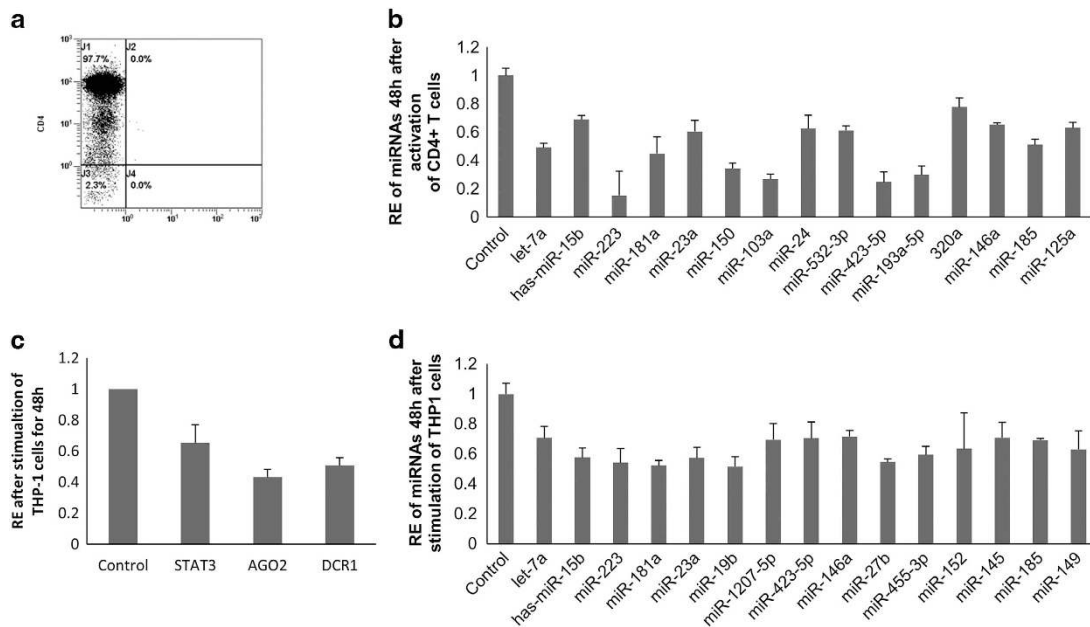 a
J1
97.7%
J2
0.0%
J3
2.3%
J4
0.0%
CD4
10³
10²
10¹
10⁰
10⁰
10¹
10²
b
RE of miRNAs 48h after
activation
of CD4+ T cells
1.2
1
0.8
0.6
0.4
0.2
0
Control
let-7a
has-miR-15b
miR-223
miR-181a
miR-23a
miR-150
miR-103a
miR-24
miR-532-3p
miR-423-5p
miR-193a-5p
320a
miR-146a
miR-185
miR-125a
c
RE after stimualtion of
THP-1 cells for 48h
1.2
1
0.8
0.6
0.4
0.2
0
Control STAT3 AGO2 DCR1
d
RE of miRNAs 48h after
stimulation of THP1 cells
1.2
1
0.8
0.6
0.4
0.2
0
Control
let-7a
has-miR-15b
miR-223
miR-181a
miR-23a
miR-19b
miR-1207-5p
miR-423-5p
miR-146a
miR-27b
miR-455-3p
miR-152
miR-145
miR-185
miR-149